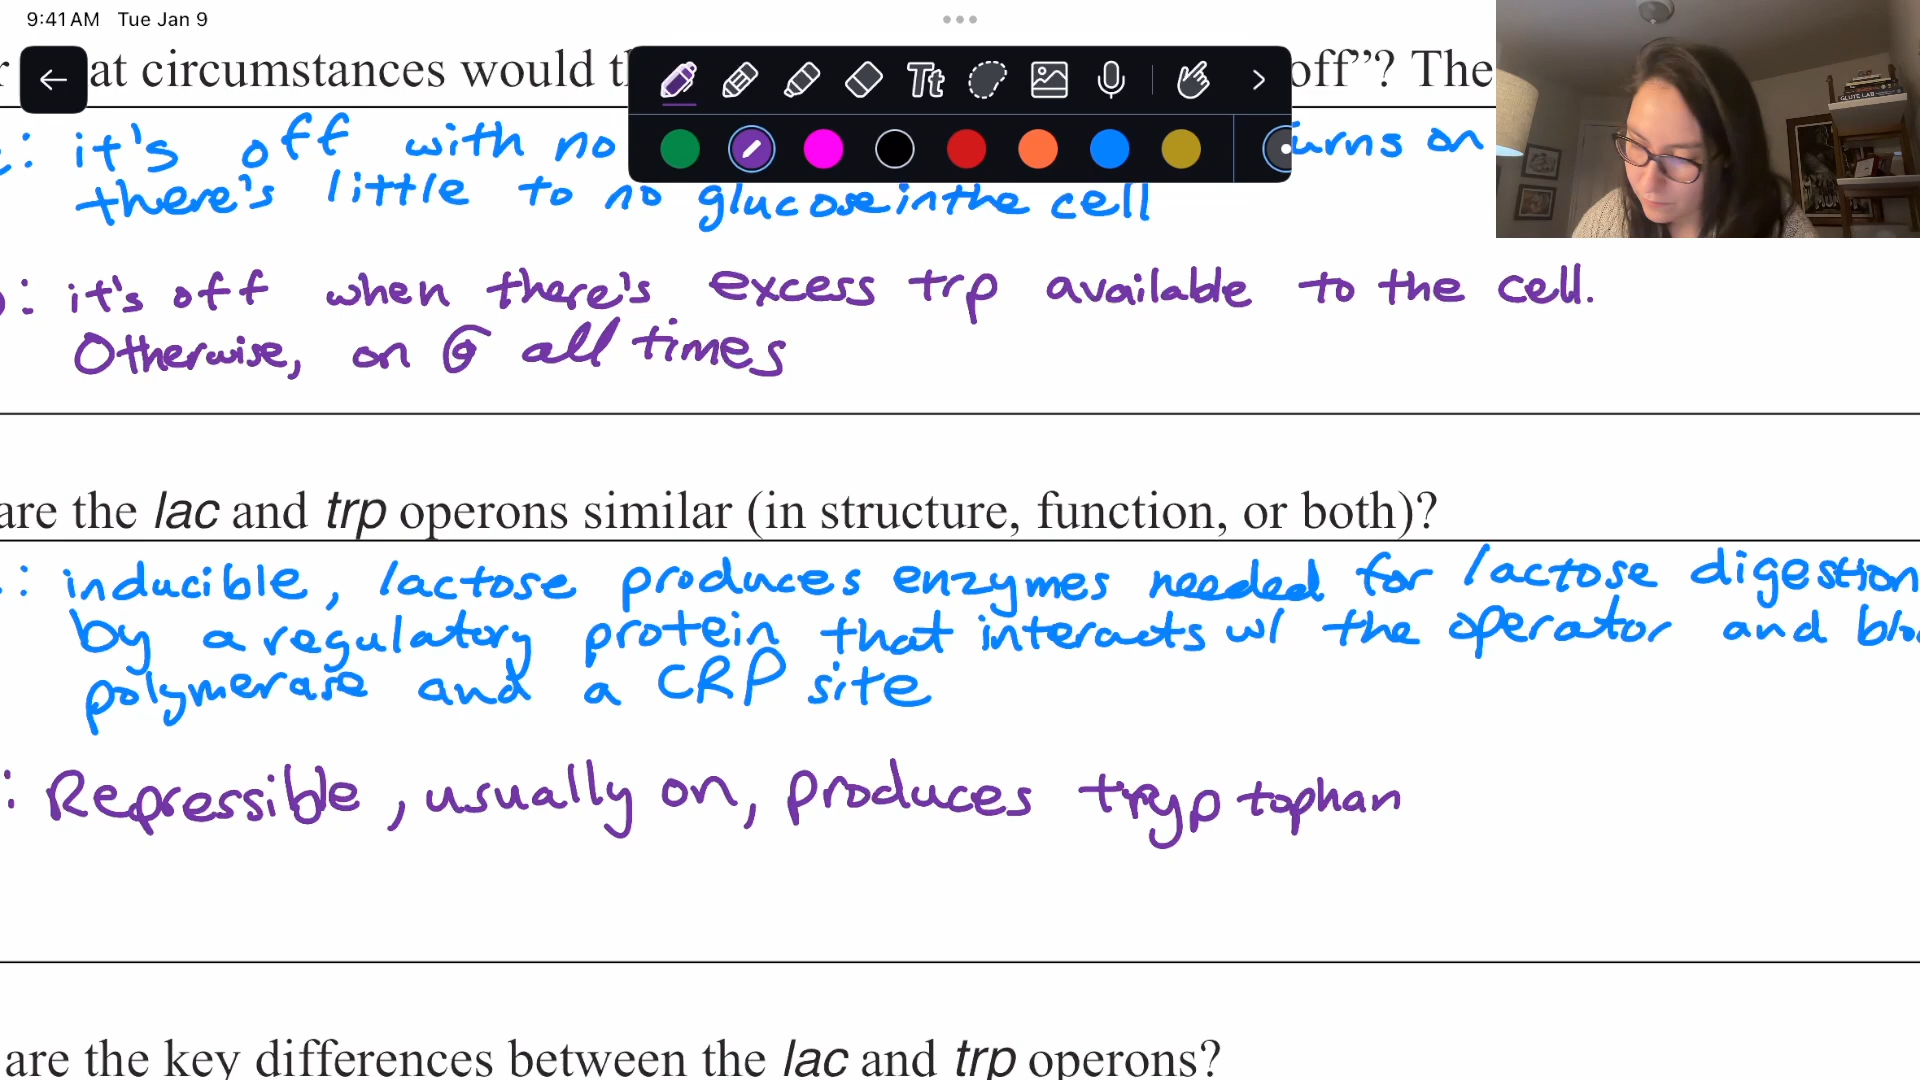 9:41 AM Tue Jan 9
at circumstances would off”? The
it's off with no urns on
there's little to no glucose in the cell
it's off when there's excess trp available to the cell.
Otherwise, on @ all times
are the lac and trp operons similar (in structure, function, or both)?
: inducible, lactose produces enzymes needed for lactose digestion
by a regulatory protein that interacts w/ the operator and blo
polymerase and a CRP site
: Repressible, usually on, produces tryptophan
are the key differences between the lac and trp operons?
Tt
GLUTE LAB